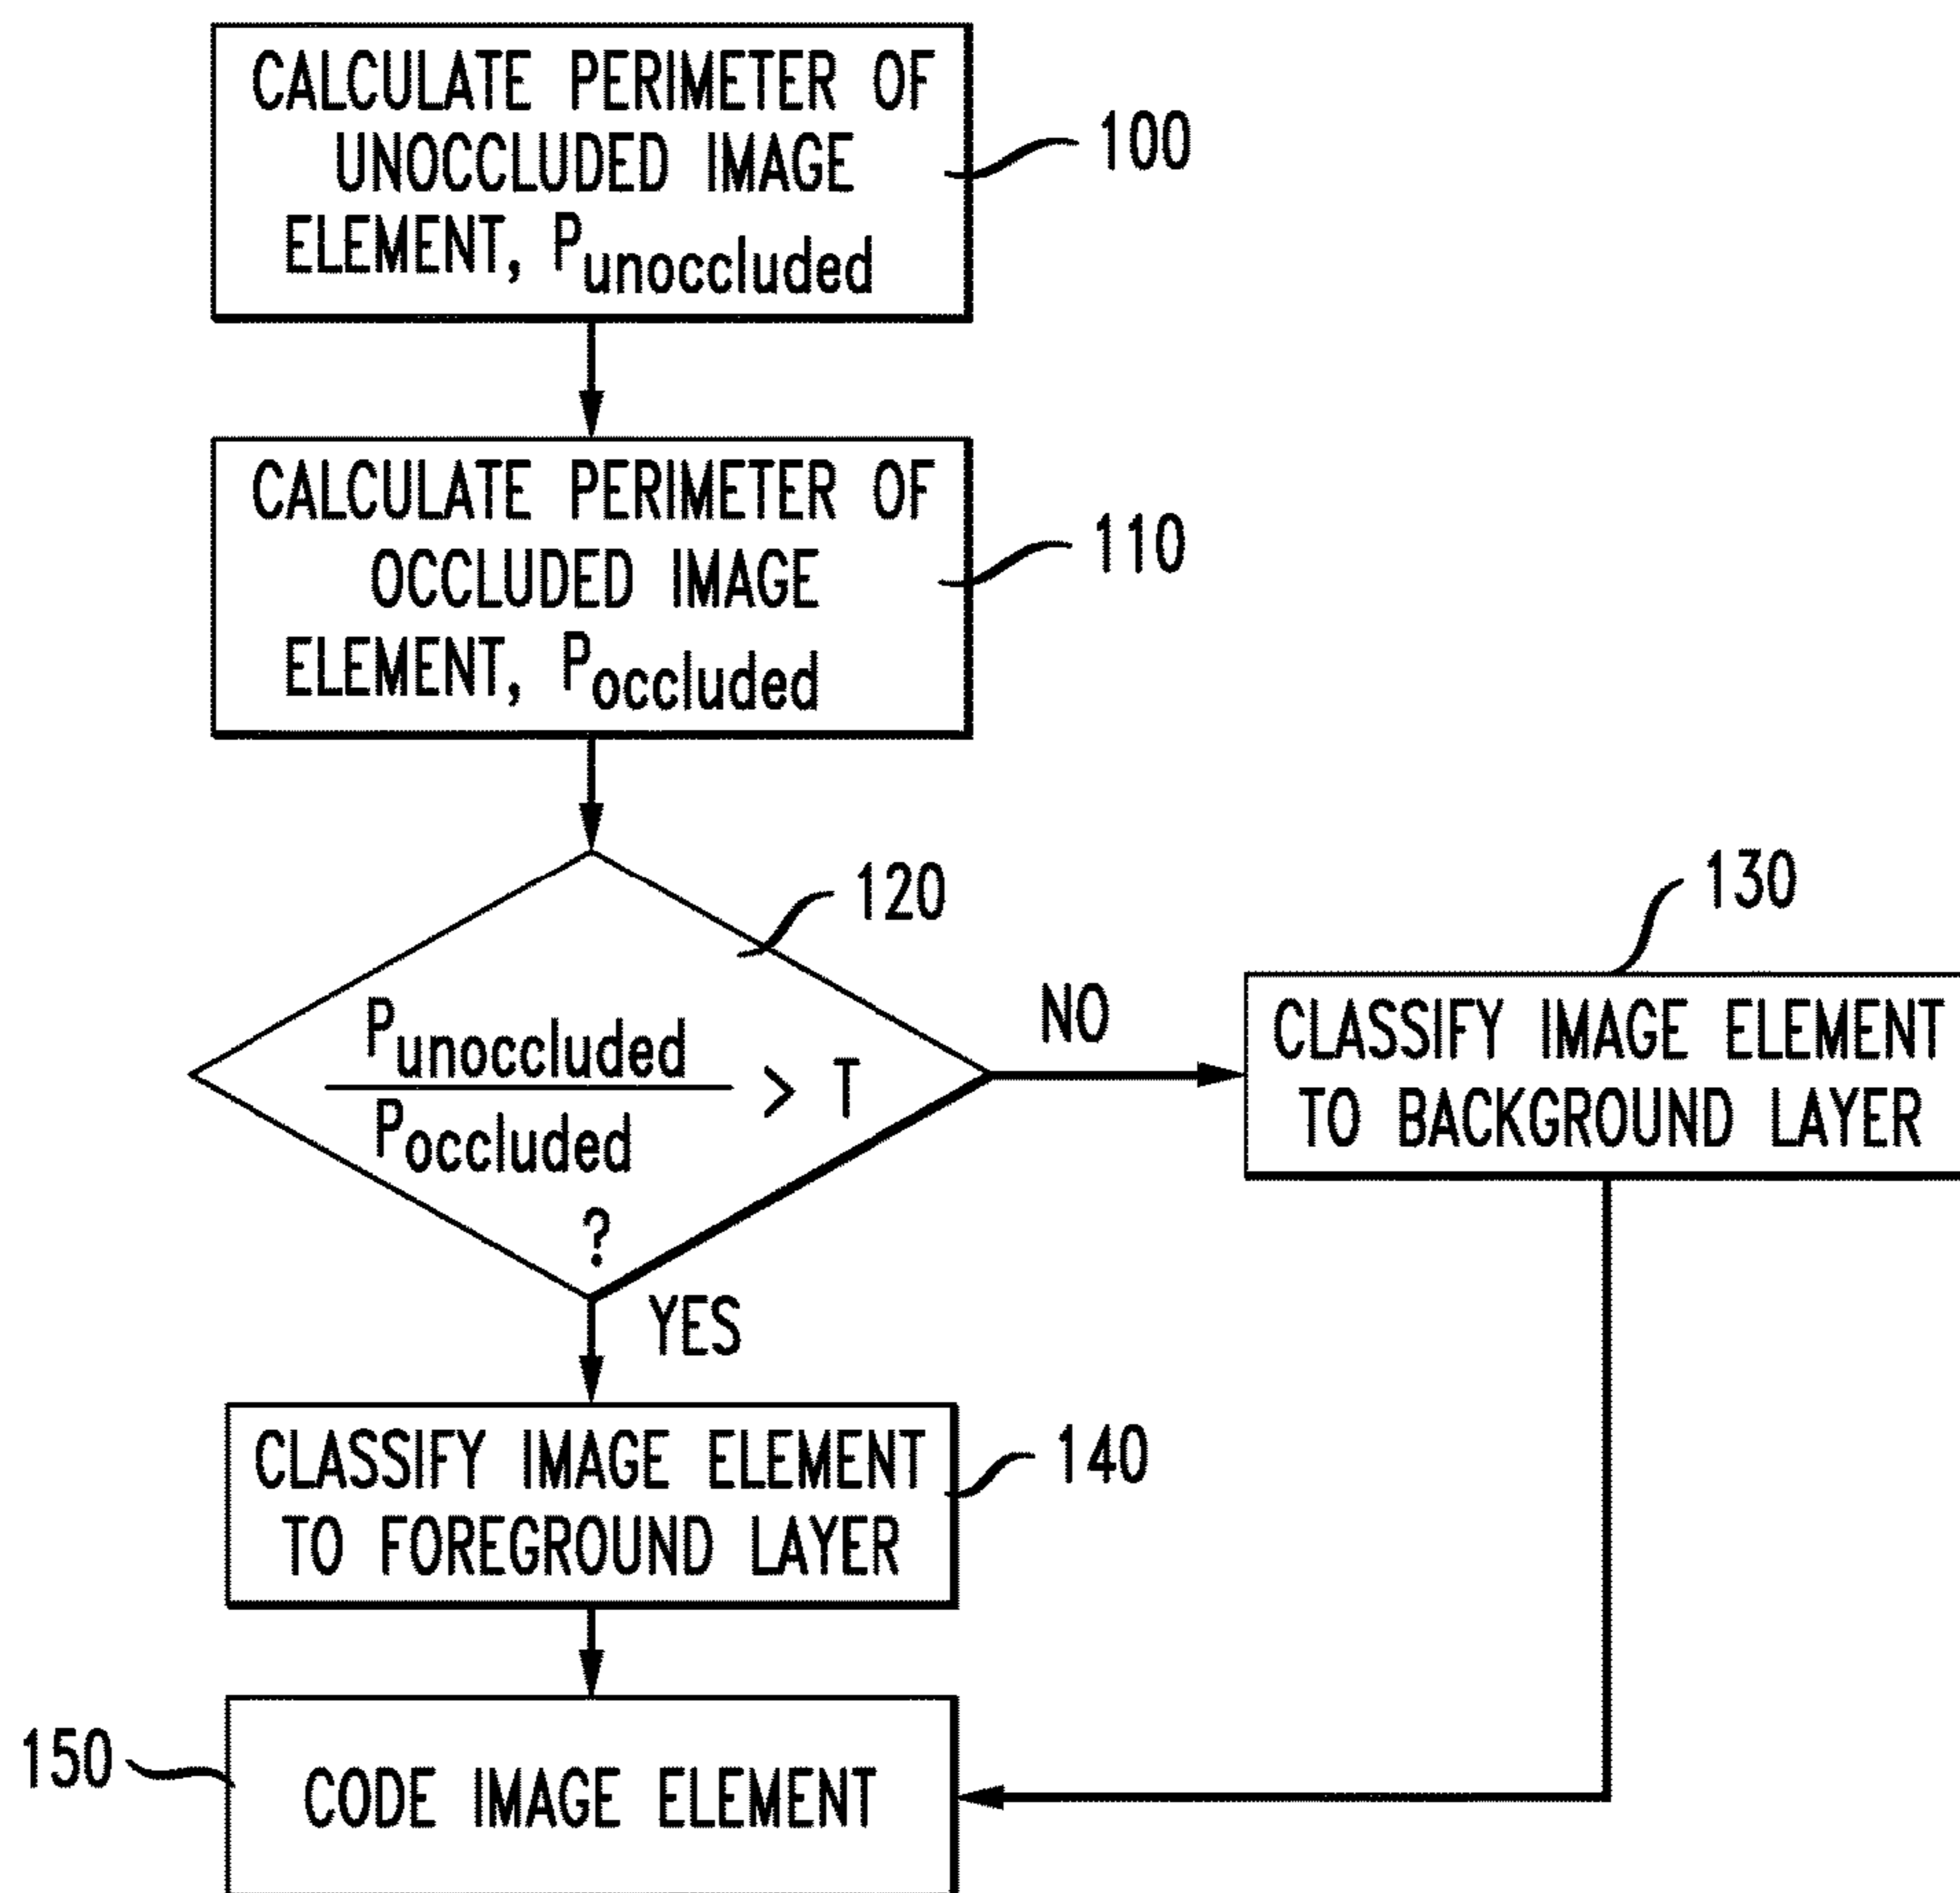 CALCULATE PERIMETER OF
UNOCCLUDED IMAGE
ELEMENT, Punoccluded
100
CALCULATE PERIMETER OF
OCCLUDED IMAGE
ELEMENT, Poccluded
110
120
Punoccluded
Poccluded
> T
?
NO
YES
130
CLASSIFY IMAGE ELEMENT
TO BACKGROUND LAYER
CLASSIFY IMAGE ELEMENT
TO FOREGROUND LAYER
140
150
CODE IMAGE ELEMENT